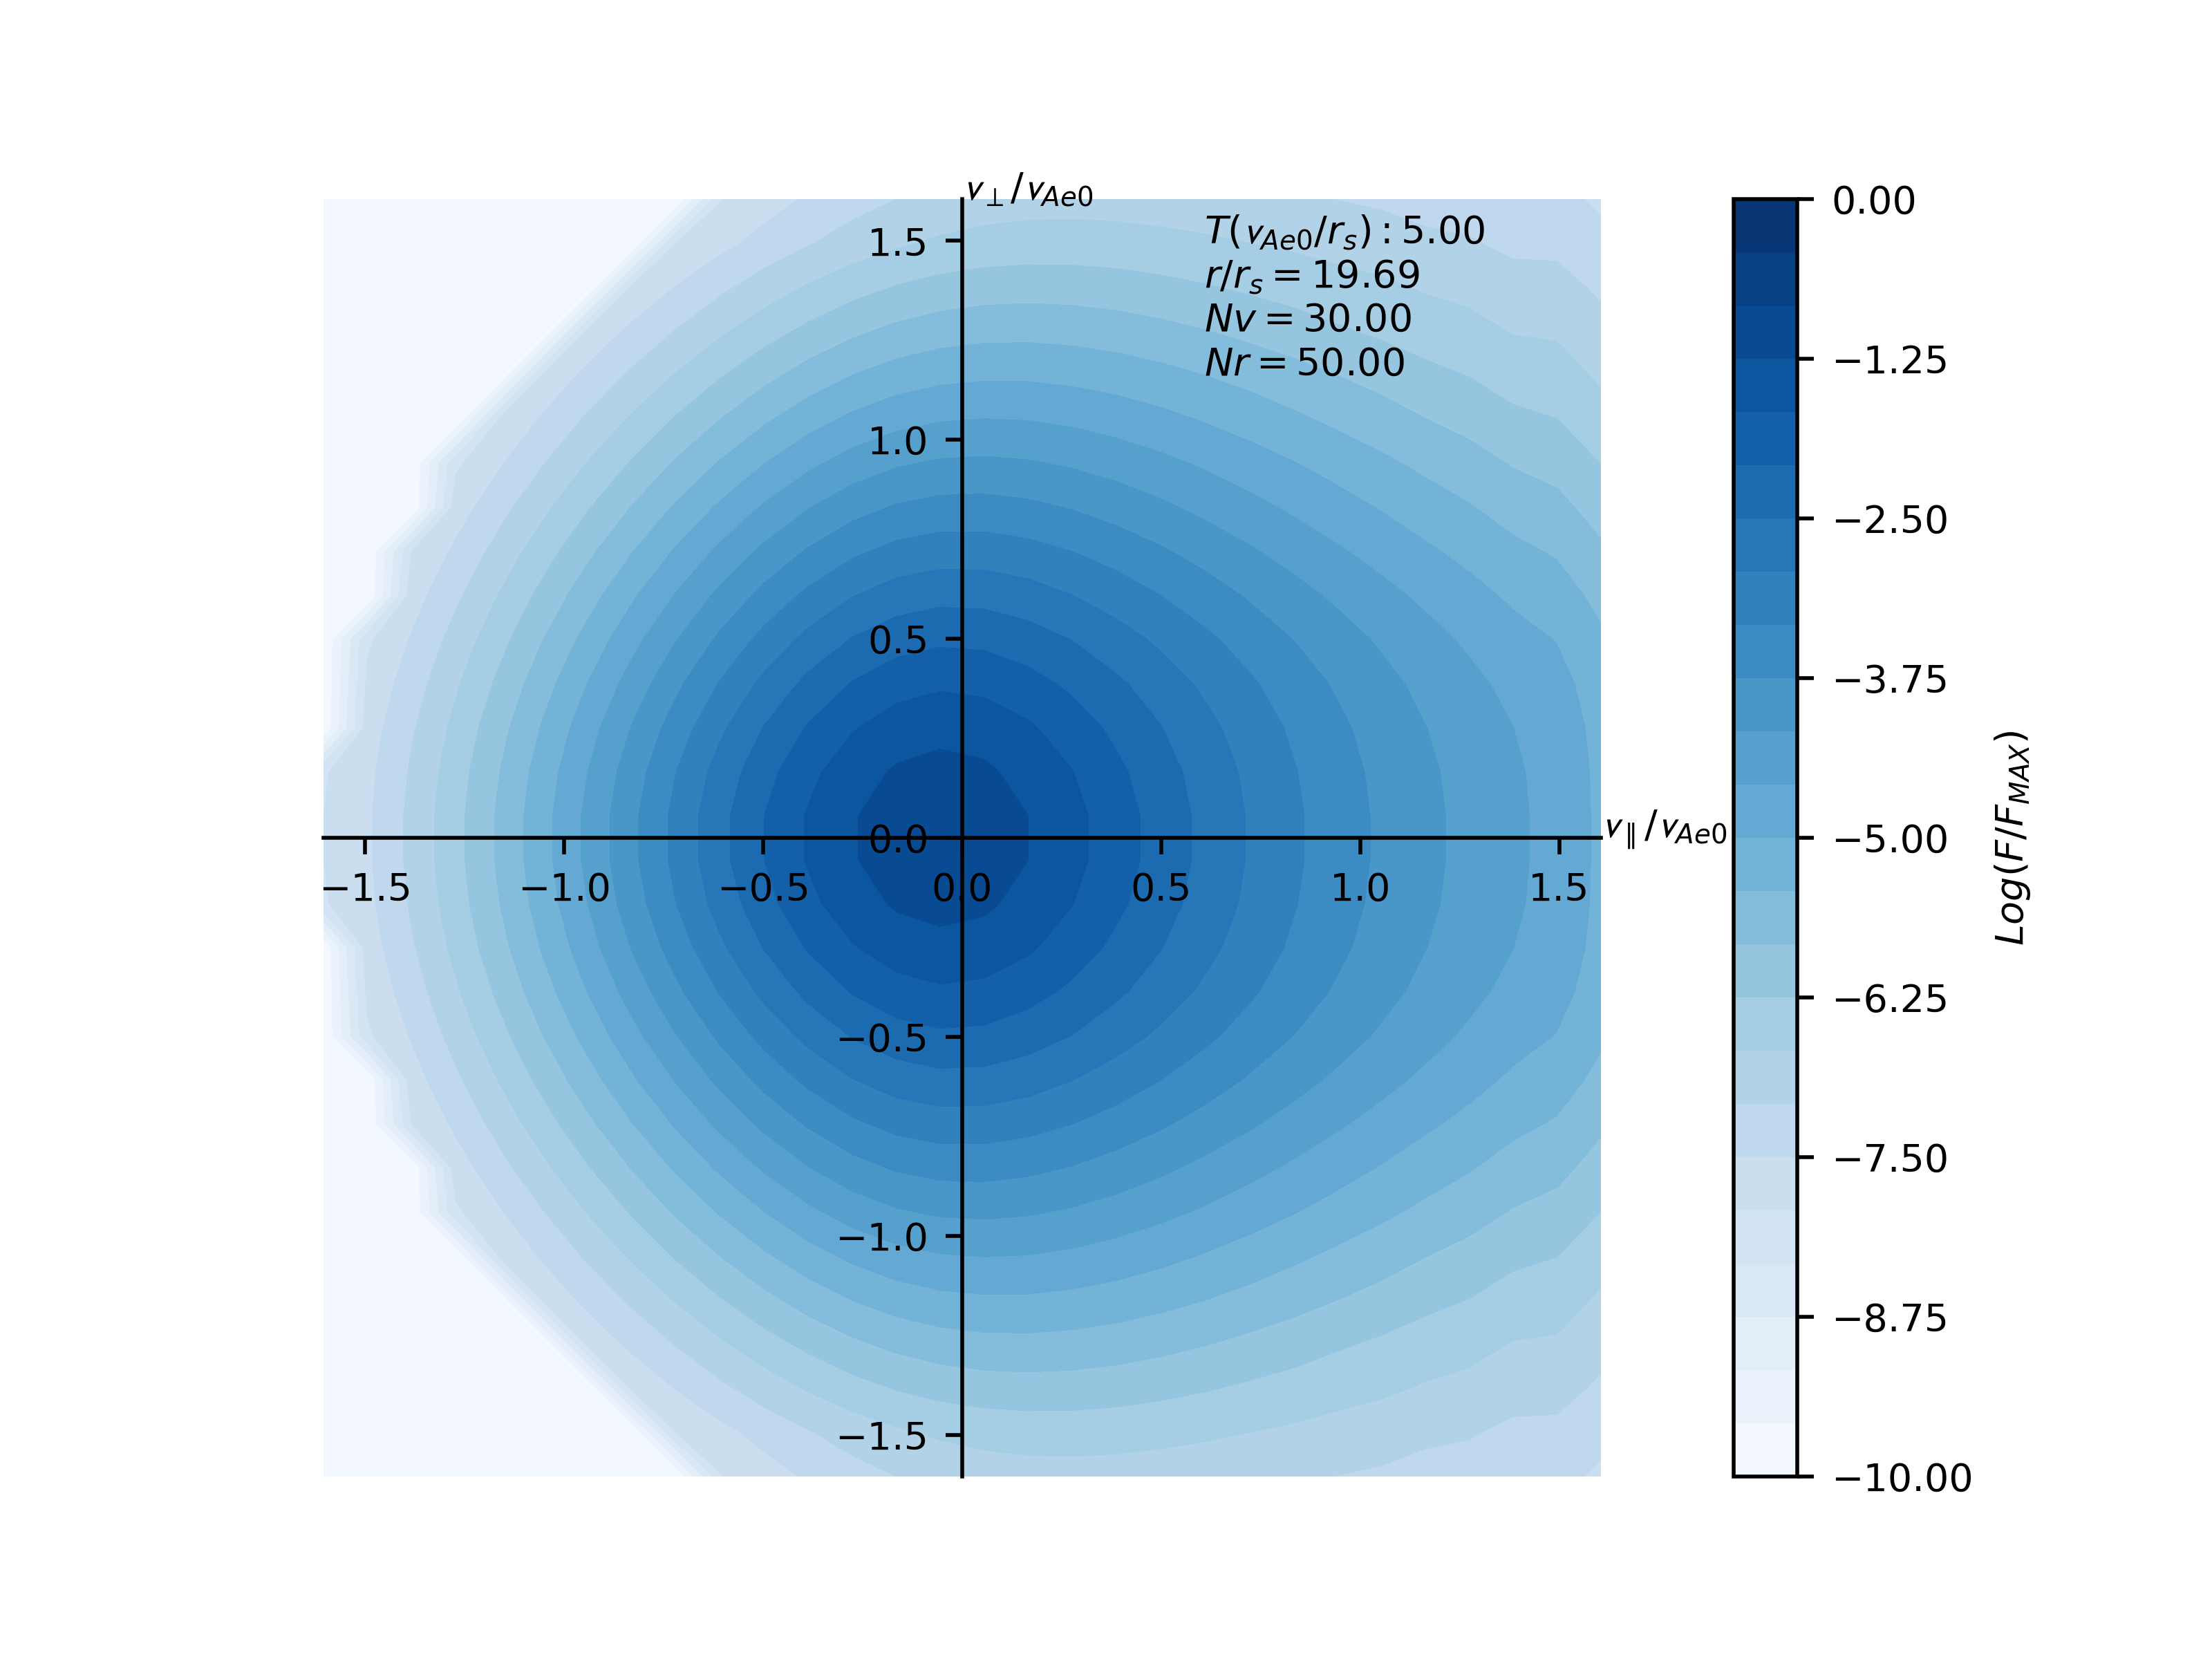 v⊥/vAe0
T(vAe0/rs) : 5.00
r/rs = 19.69
Nv = 30.00
Nr = 50.00
1.5
1.0
0.5
0.0
−0.5
−1.0
−1.5
−1.5 −1.0 −0.5 0.0 0.5 1.0 1.5
v∥/vAe0
0.00
−1.25
−2.50
−3.75
−5.00
−6.25
−7.50
−8.75
−10.00
Log(F/FMAX)